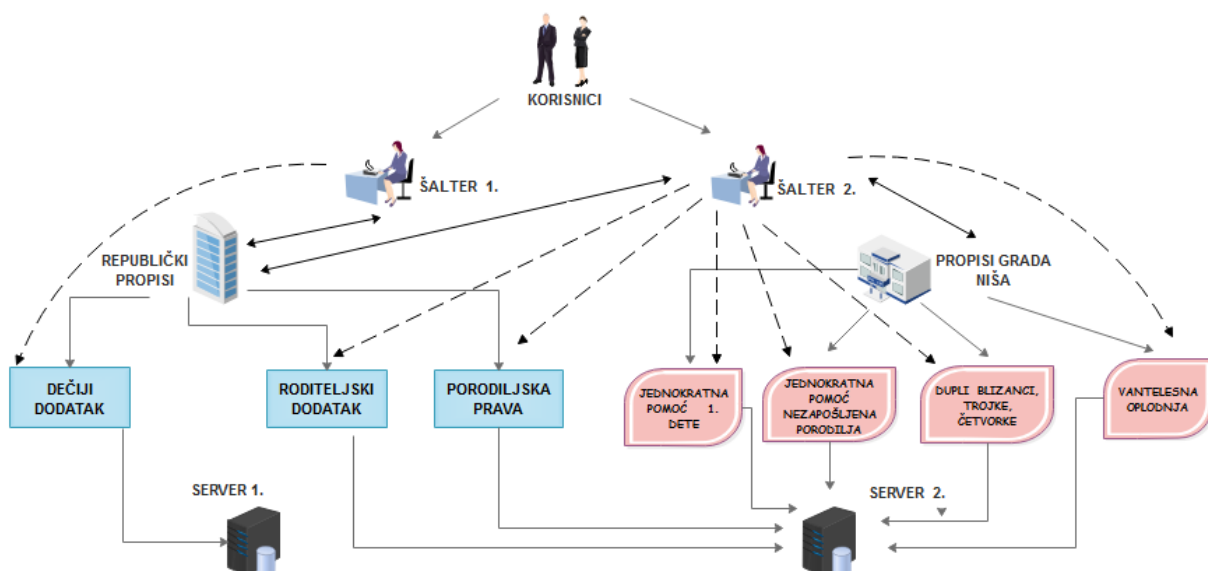 KORISNICI
ŠALTER 1.
ŠALTER 2.
REPUBLIČKI
PROPISI
PROPISI GRADA
NIŠA
DEČIJI
DODATAK
RODITELJSKI
DODATAK
PORODILJSKA
PRAVA
JEDNOKRATNA
POMOĆ 1.
DETE
JEDNOKRATNA
POMOĆ
NEZAPOŠLJENA
PORODILJA
DUPLI BLIZANCI,
TROJKE,
ČETVORKE
VANTELESNA
OPLODNJA
SERVER 1.
SERVER 2.